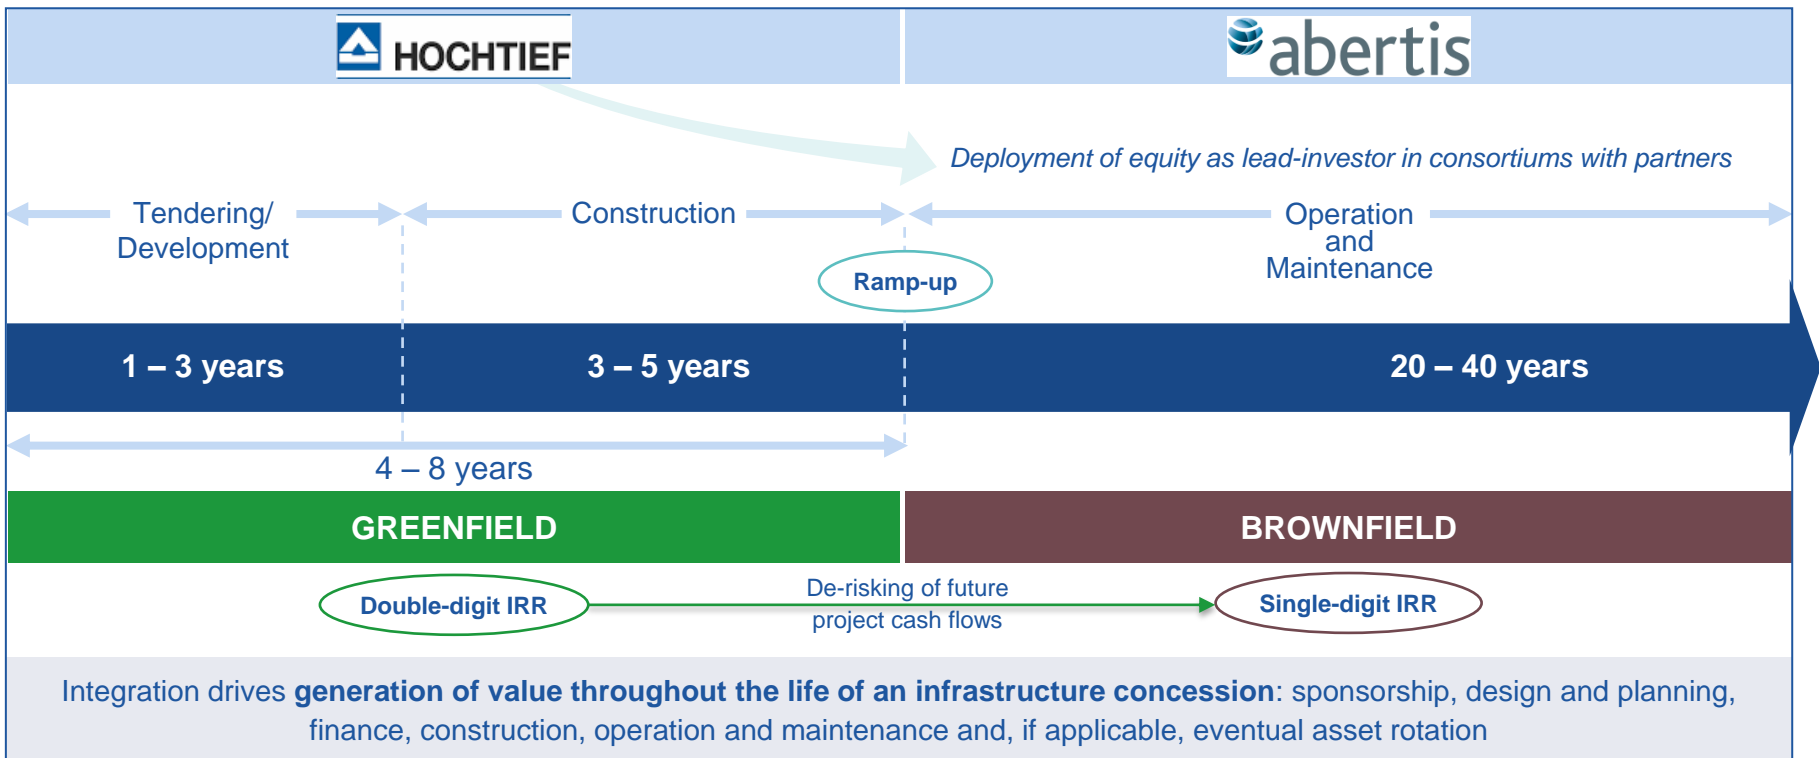 HOCHTIEF
abertis
Deployment of equity as lead-investor in consortiums with partners
Tendering/
Development
Construction
Operation
and
Maintenance
Ramp-up
1 – 3 years
3 – 5 years
20 – 40 years
4 – 8 years
GREENFIELD
BROWNFIELD
Double-digit IRR
De-risking of future
project cash flows
Single-digit IRR
Integration drives generation of value throughout the life of an infrastructure concession: sponsorship, design and planning,
finance, construction, operation and maintenance and, if applicable, eventual asset rotation